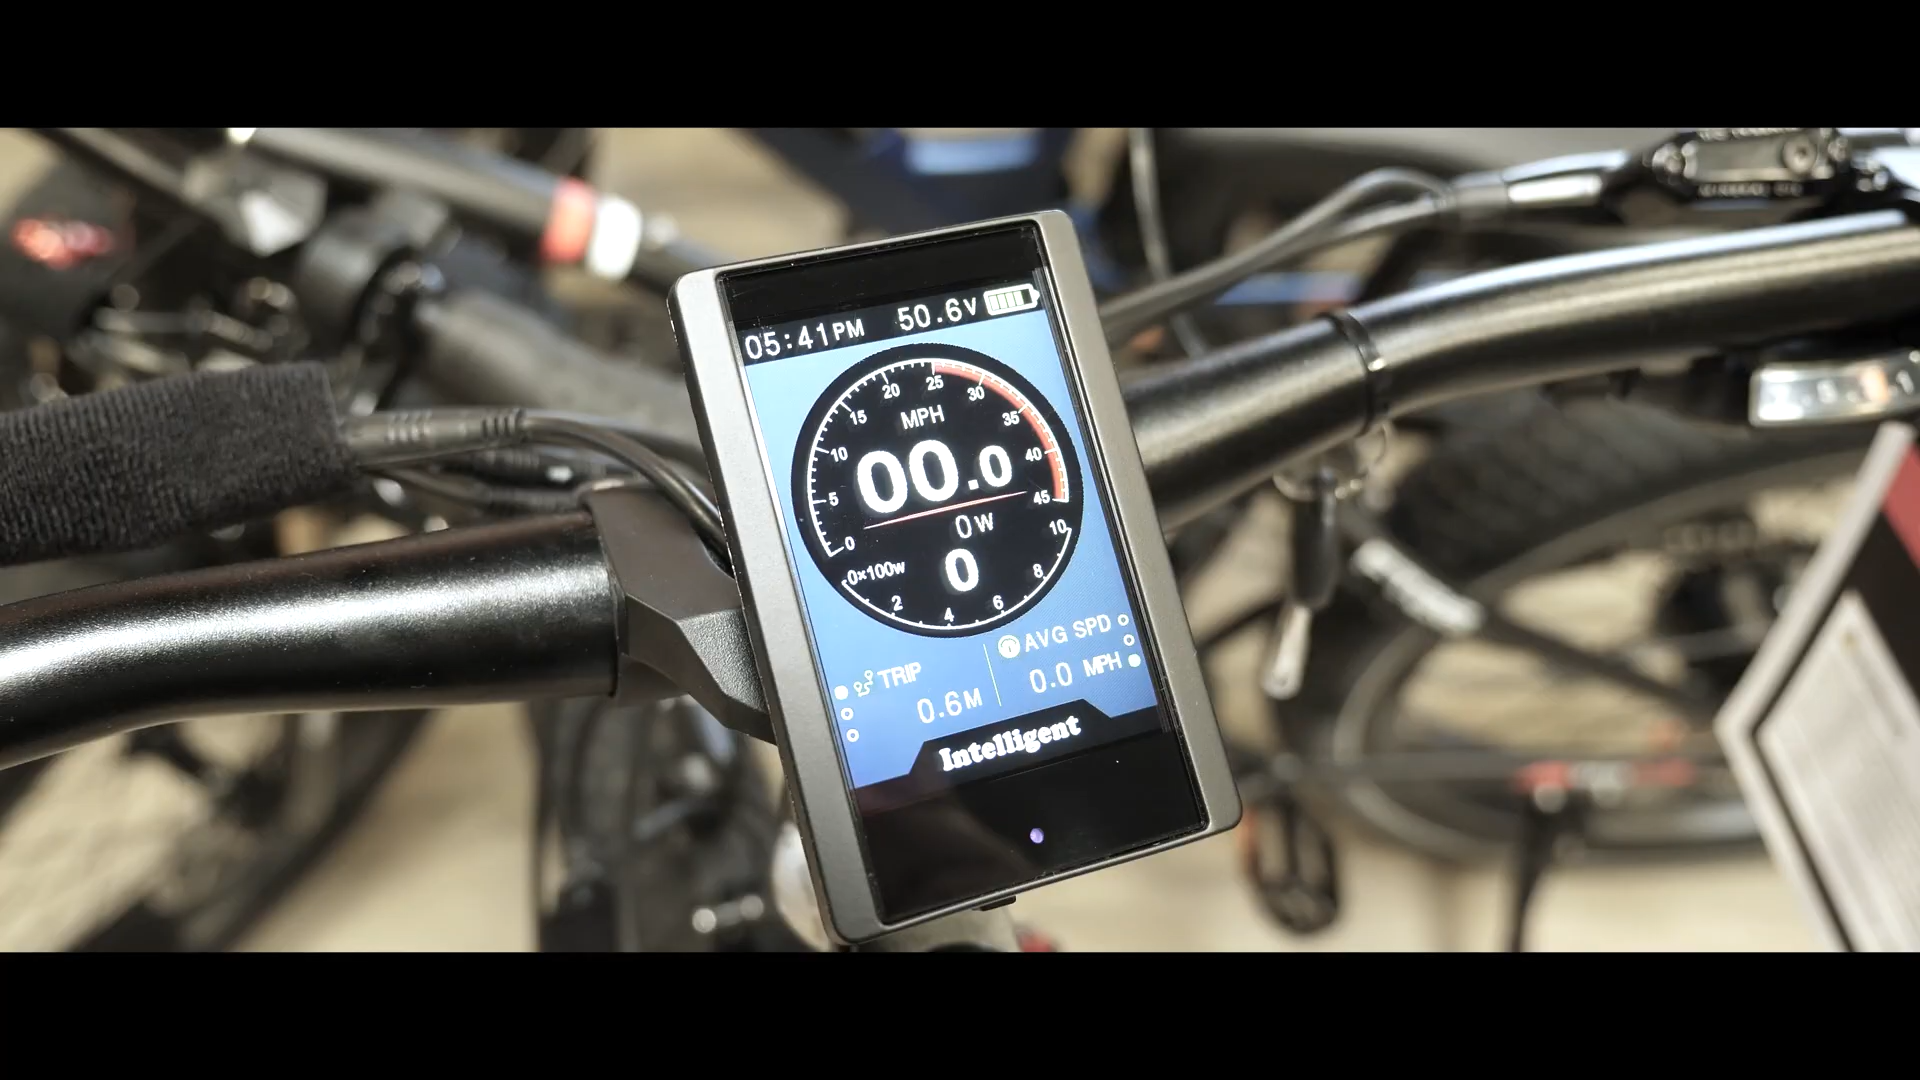 05:41PM 50.6V
20 25 30
15 MPH 35
10 00.0 40
5 45
0 0W 10
0×100w 0 8
2 4 6
TRIP AVG SPD
0.6M 0.0 MPH
Intelligent